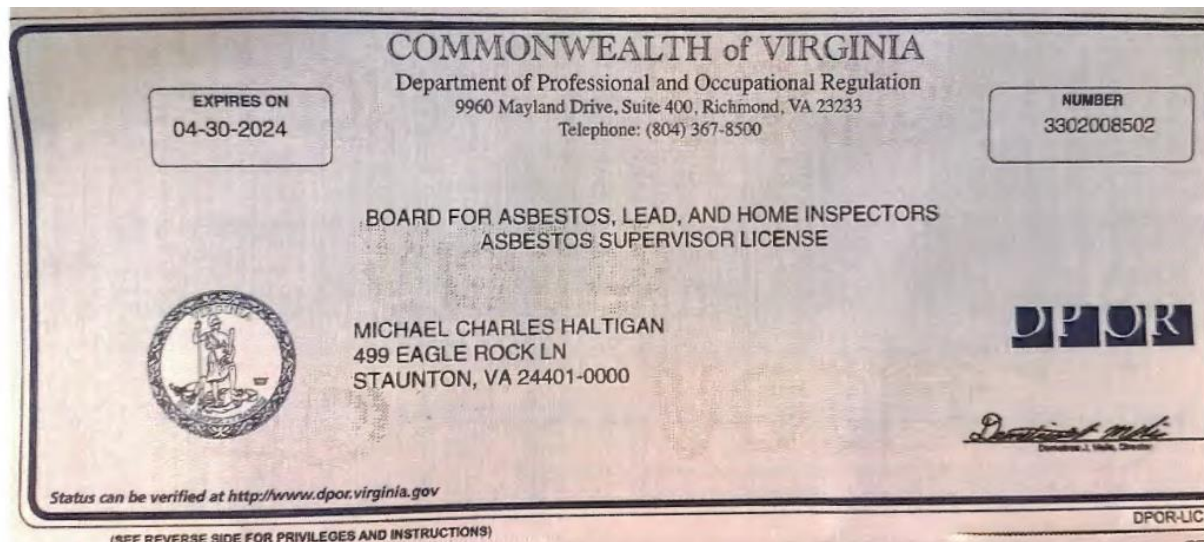 COMMONWEALTH of VIRGINIA
Department of Professional and Occupational Regulation
9960 Mayland Drive, Suite 400, Richmond, VA 23233
Telephone: (804) 367-8500
EXPIRES ON
04-30-2024
NUMBER
3302008502
BOARD FOR ASBESTOS, LEAD, AND HOME INSPECTORS
ASBESTOS SUPERVISOR LICENSE
VIRGINIA
MICHAEL CHARLES HALTIGAN
499 EAGLE ROCK LN
STAUNTON, VA 24401-0000
DPOR
Status can be verified at http://www.dpor.virginia.gov
(SEE REVERSE SIDE FOR PRIVILEGES AND INSTRUCTIONS)
DPOR-LIC